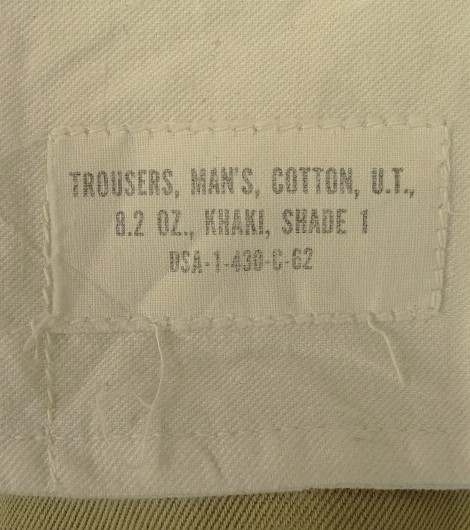 TROUSERS, MAN'S, COTTON, U.T.,
8.2 OZ., KHAKI, SHADE 1
DSA-1-430-C-62